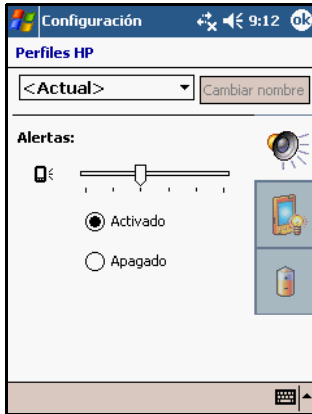 Configuración 9:12 ok
Perfiles HP
<Actual> Cambiar nombre
Alertas:
Activado
Apagado